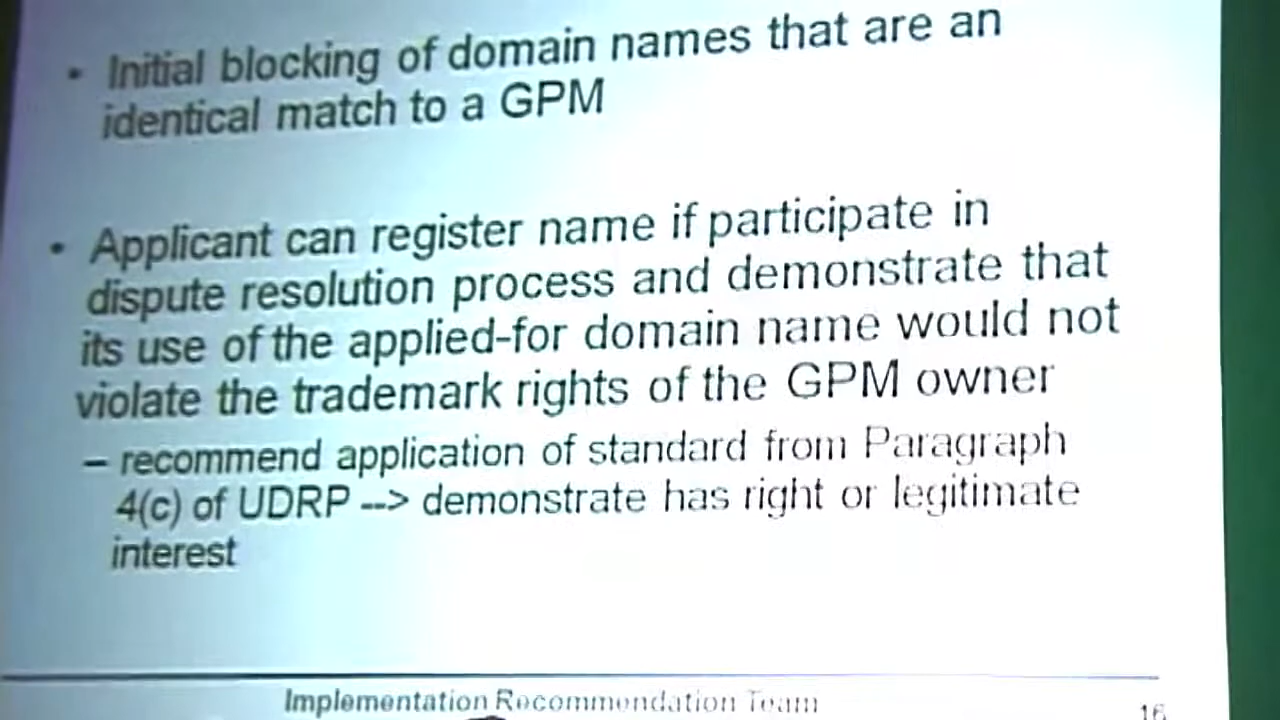 • Initial blocking of domain names that are an
identical match to a GPM
• Applicant can register name if participate in
dispute resolution process and demonstrate that
its use of the applied-for domain name would not
violate the trademark rights of the GPM owner
– recommend application of standard from Paragraph
4(c) of UDRP --> demonstrate has right or legitimate
interest
Implementation Recommendation Team
16